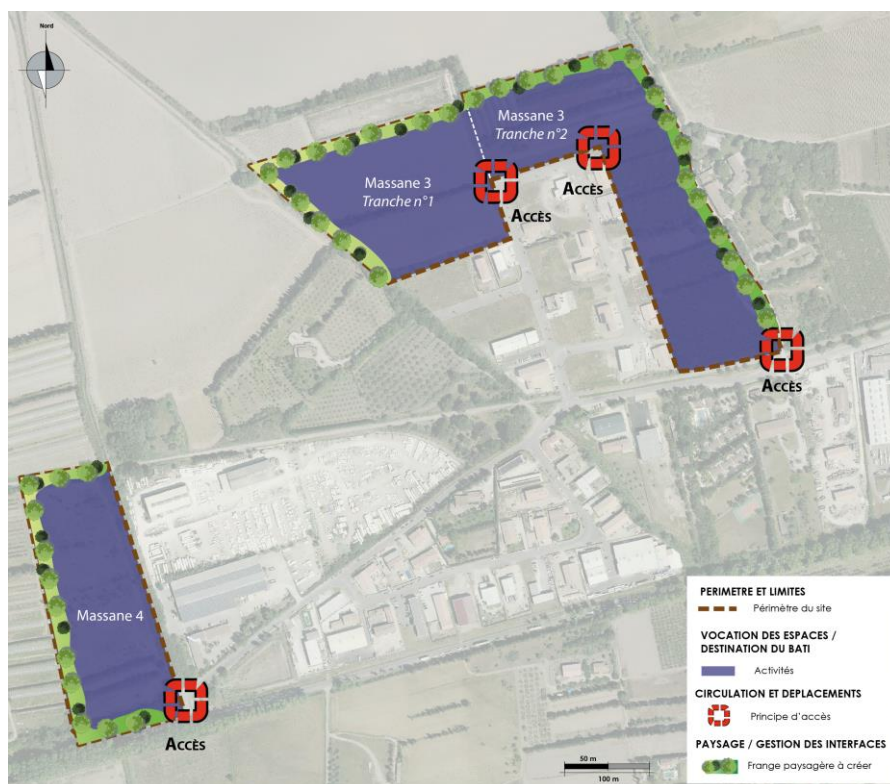 Nord
Massane 3
Tranche n°2
Massane 3
Tranche n°1
Accès
Accès
Accès
Massane 4
Accès
PERIMETRE ET LIMITES
Périmètre du site
VOCATION DES ESPACES /
DESTINATION DU BATI
Activités
CIRCULATION ET DEPLACEMENTS
Principe d'accès
PAYSAGE / GESTION DES INTERFACES
Frange paysagère à créer
50 m
100 m